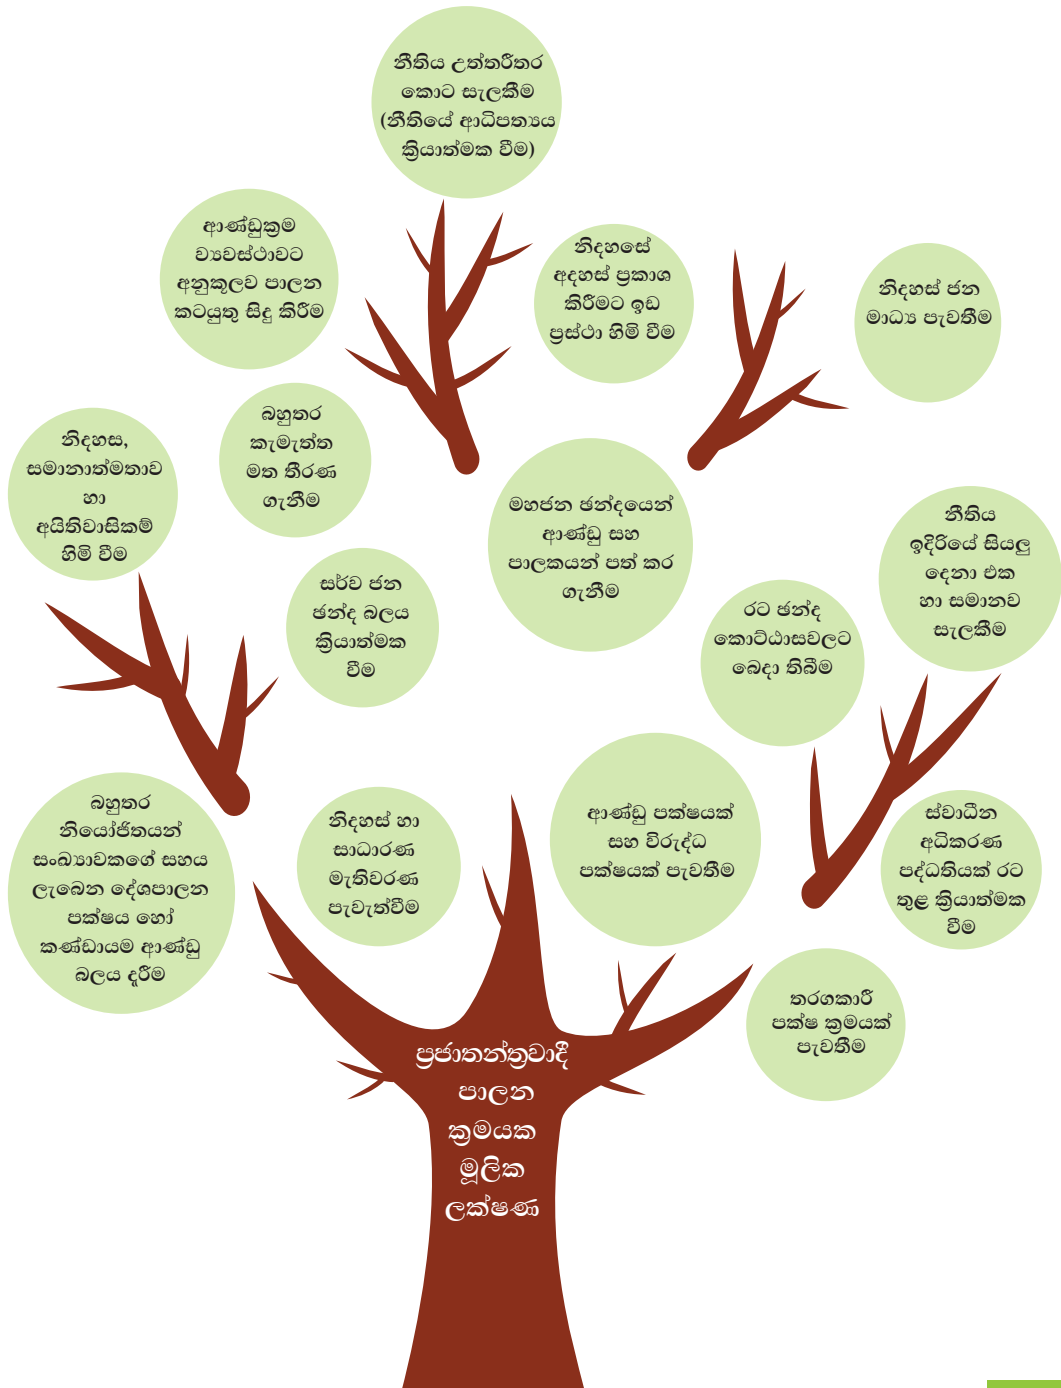 නීතිය උත්තරීතර
කොට සැලකීම
(නීතියේ ආධිපත්‍යය
ක්‍රියාත්මක වීම)
ආණ්ඩුක්‍රම
ව්‍යවස්ථාවට
අනුකූලව පාලන
කටයුතු සිදු කිරීම
නිදහසේ
අදහස් ප්‍රකාශ
කිරීමට ඉඩ
ප්‍රස්ථා හිමි වීම
නිදහස් ජන
මාධ්‍ය පැවතීම
බහුතර
කැමැත්ත
මත තීරණ
ගැනීම
නිදහස,
සමානාත්මතාව
හා
අයිතිවාසිකම්
හිමි වීම
මහජන ඡන්දයෙන්
ආණ්ඩු සහ
පාලකයන් පත් කර
ගැනීම
නීතිය
ඉදිරියේ සියලු
දෙනා එක
හා සමානව
සැලකීම
සර්ව ජන
ඡන්ද බලය
ක්‍රියාත්මක
වීම
රට ඡන්ද
කොට්ඨාසවලට
බෙදා තිබීම
බහුතර
නියෝජිතයන්
සංඛ්‍යාවකගේ සහය
ලැබෙන දේශපාලන
පක්ෂය හෝ
කණ්ඩායම ආණ්ඩු
බලය දැරීම
නිදහස් හා
සාධාරණ
මැතිවරණ
පැවැත්වීම
ආණ්ඩු පක්ෂයක්
සහ විරුද්ධ
පක්ෂයක් පැවතීම
ස්වාධීන
අධිකරණ
පද්ධතියක් රට
තුළ ක්‍රියාත්මක
වීම
තරගකාරී
පක්ෂ ක්‍රමයක්
පැවතීම
ප්‍රජාතන්ත්‍රවාදී
පාලන
ක්‍රමයක
මූලික
ලක්ෂණ